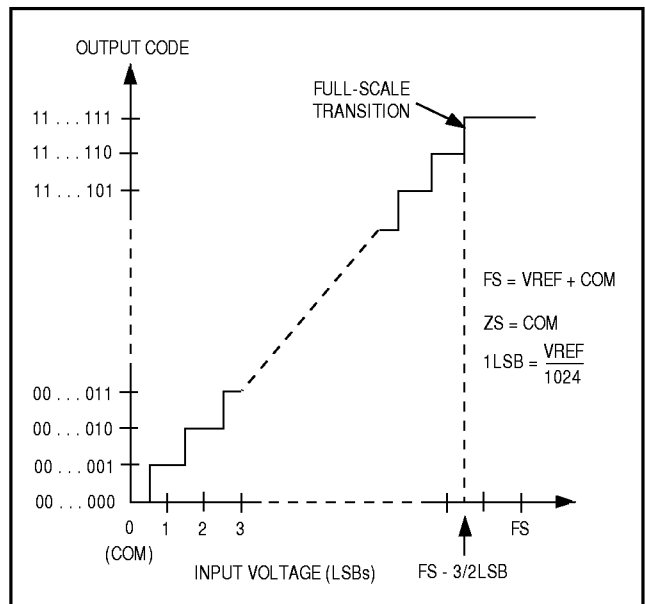 OUTPUT CODE
FULL-SCALE
TRANSITION
11 . . . 111
11 . . . 110
11 . . . 101
FS = VREF + COM
ZS = COM
1LSB = VREF
1024
00 . . . 011
00 . . . 010
00 . . . 001
00 . . . 000
0 1 2 3 FS
(COM)
INPUT VOLTAGE (LSBs) FS - 3/2LSB